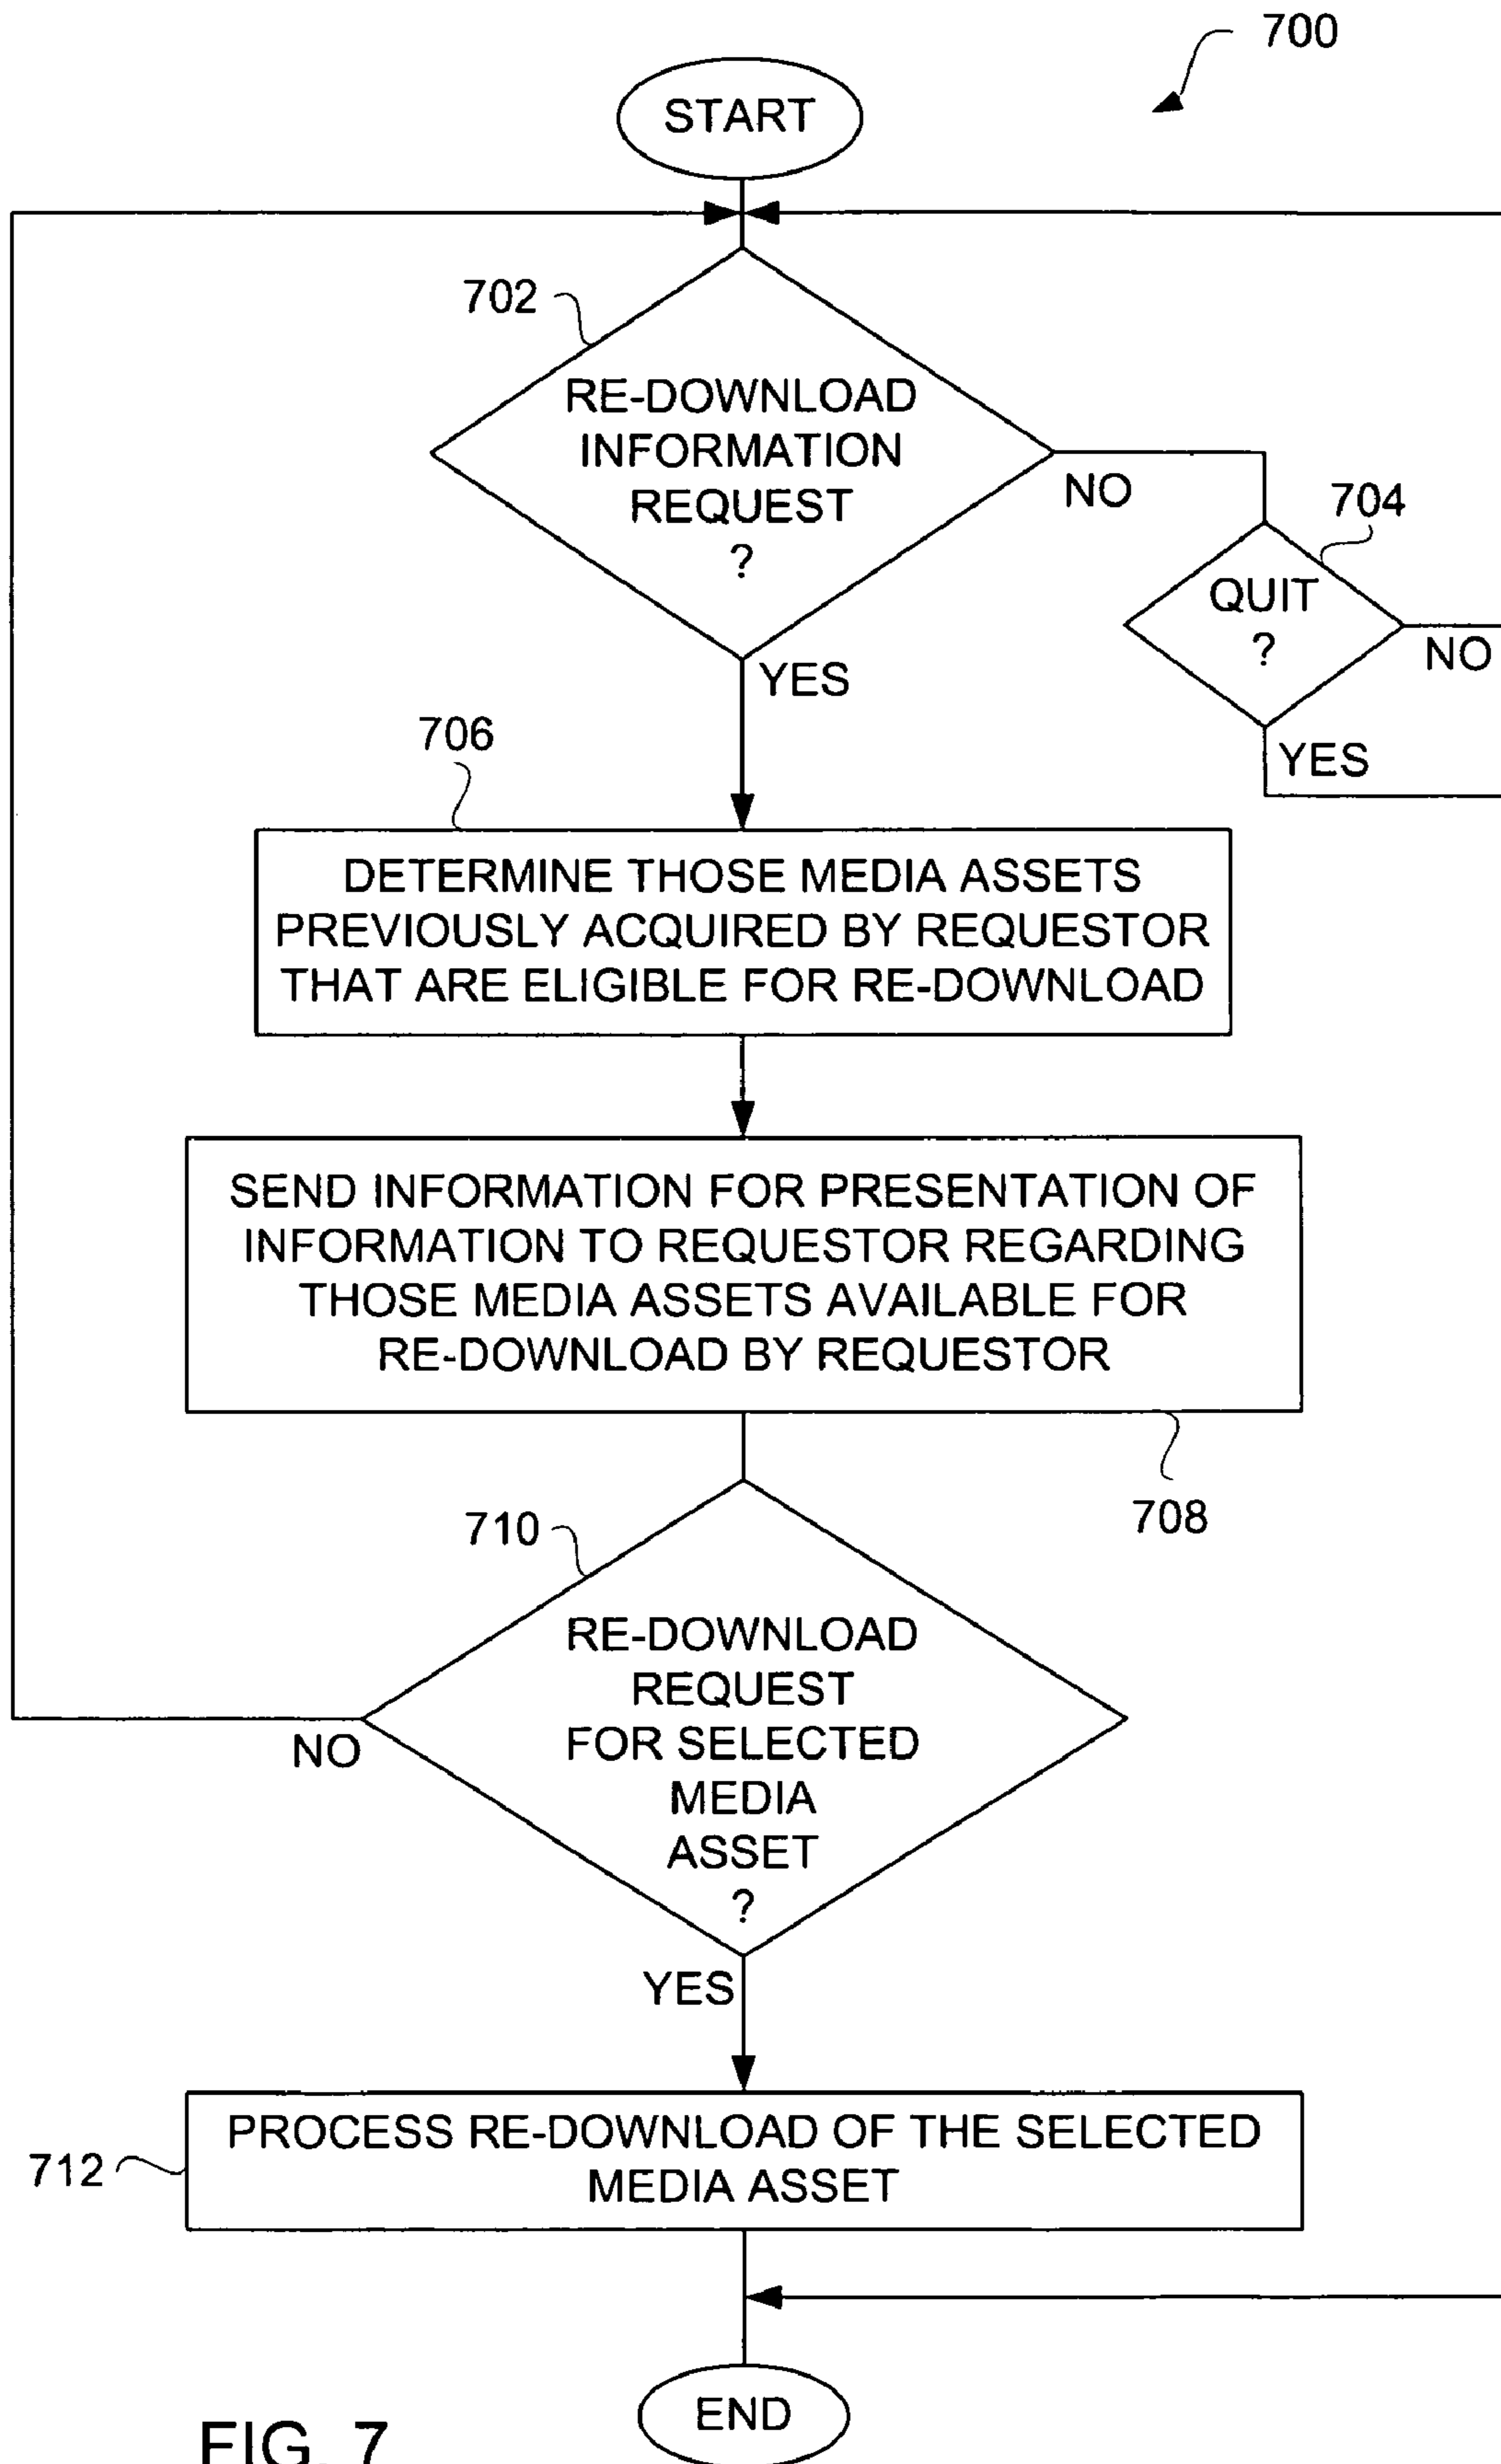 700
START
702
RE-DOWNLOAD
INFORMATION
REQUEST
?
NO
704
QUIT
?
NO
YES
YES
706
DETERMINE THOSE MEDIA ASSETS
PREVIOUSLY ACQUIRED BY REQUESTOR
THAT ARE ELIGIBLE FOR RE-DOWNLOAD
SEND INFORMATION FOR PRESENTATION OF
INFORMATION TO REQUESTOR REGARDING
THOSE MEDIA ASSETS AVAILABLE FOR
RE-DOWNLOAD BY REQUESTOR
708
710
RE-DOWNLOAD
REQUEST
FOR SELECTED
MEDIA
ASSET
?
NO
YES
712
PROCESS RE-DOWNLOAD OF THE SELECTED
MEDIA ASSET
END
FIG. 7